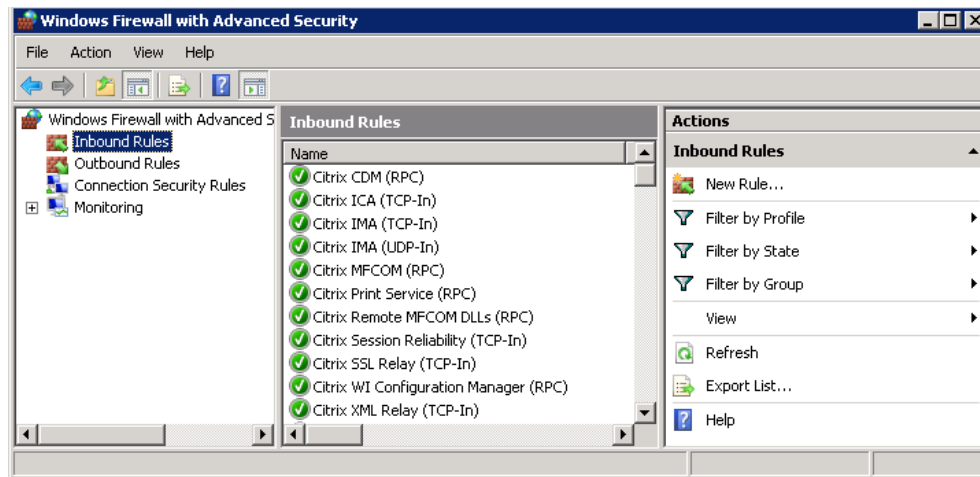 Windows Firewall with Advanced Security
File Action View Help
Windows Firewall with Advanced S
Inbound Rules
Outbound Rules
Connection Security Rules
Monitoring
Inbound Rules
Name
Citrix CDM (RPC)
Citrix ICA (TCP-In)
Citrix IMA (TCP-In)
Citrix IMA (UDP-In)
Citrix MFCOM (RPC)
Citrix Print Service (RPC)
Citrix Remote MFCOM DLLs (RPC)
Citrix Session Reliability (TCP-In)
Citrix SSL Relay (TCP-In)
Citrix WI Configuration Manager (RPC)
Citrix XML Relay (TCP-In)
Actions
Inbound Rules
New Rule...
Filter by Profile
Filter by State
Filter by Group
View
Refresh
Export List...
Help